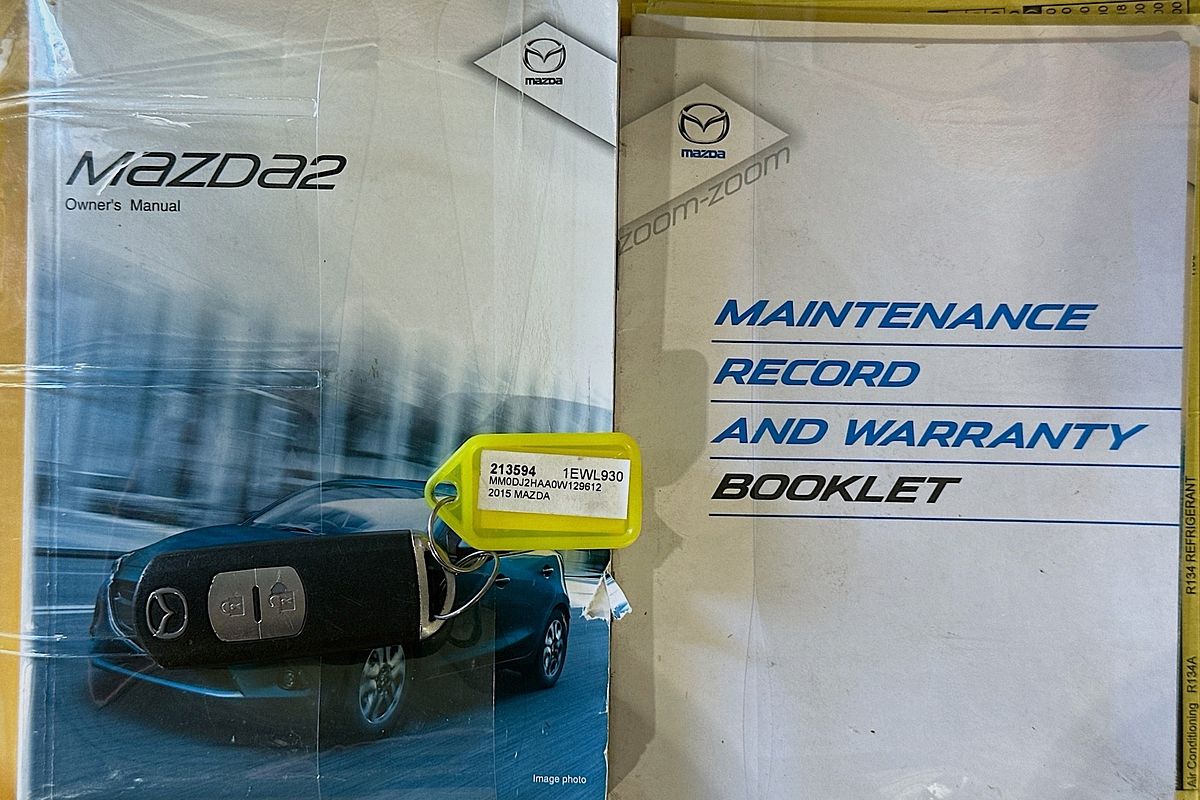 mazda
MAZDA2
Owner's Manual
Image photo
213594 1EWL930
MM0DJ2HAA0W129612
2015 MAZDA
mazda
zoom-zoom
MAINTENANCE
RECORD
AND WARRANTY
BOOKLET
Air Conditioning R134A R134 REFRIGERANT